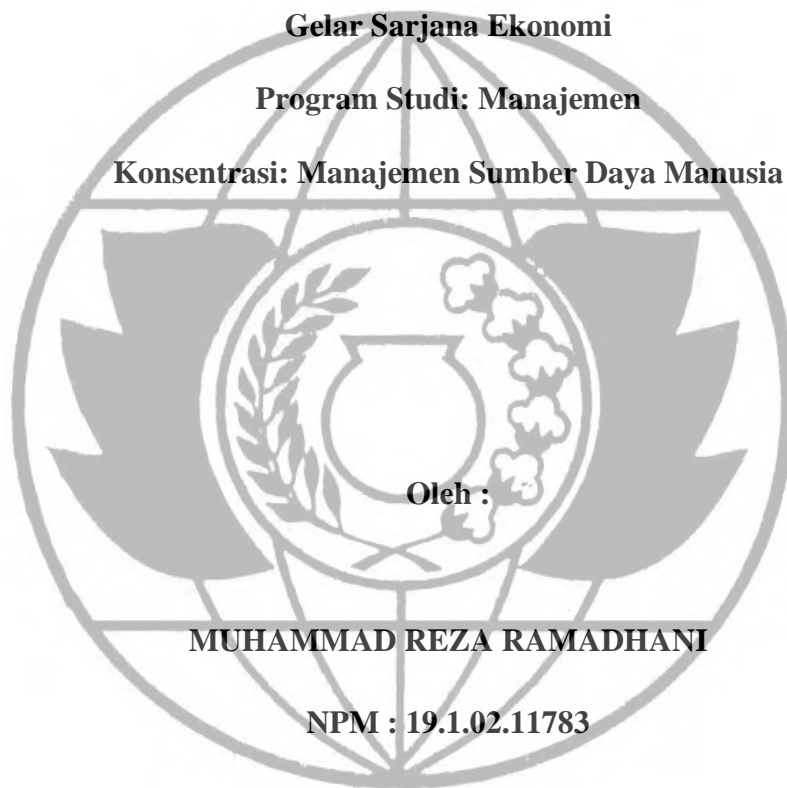 Gelar Sarjana Ekonomi
Program Studi: Manajemen
Konsentrasi: Manajemen Sumber Daya Manusia
Oleh :
MUHAMMAD REZA RAMADHANI
NPM : 19.1.02.11783